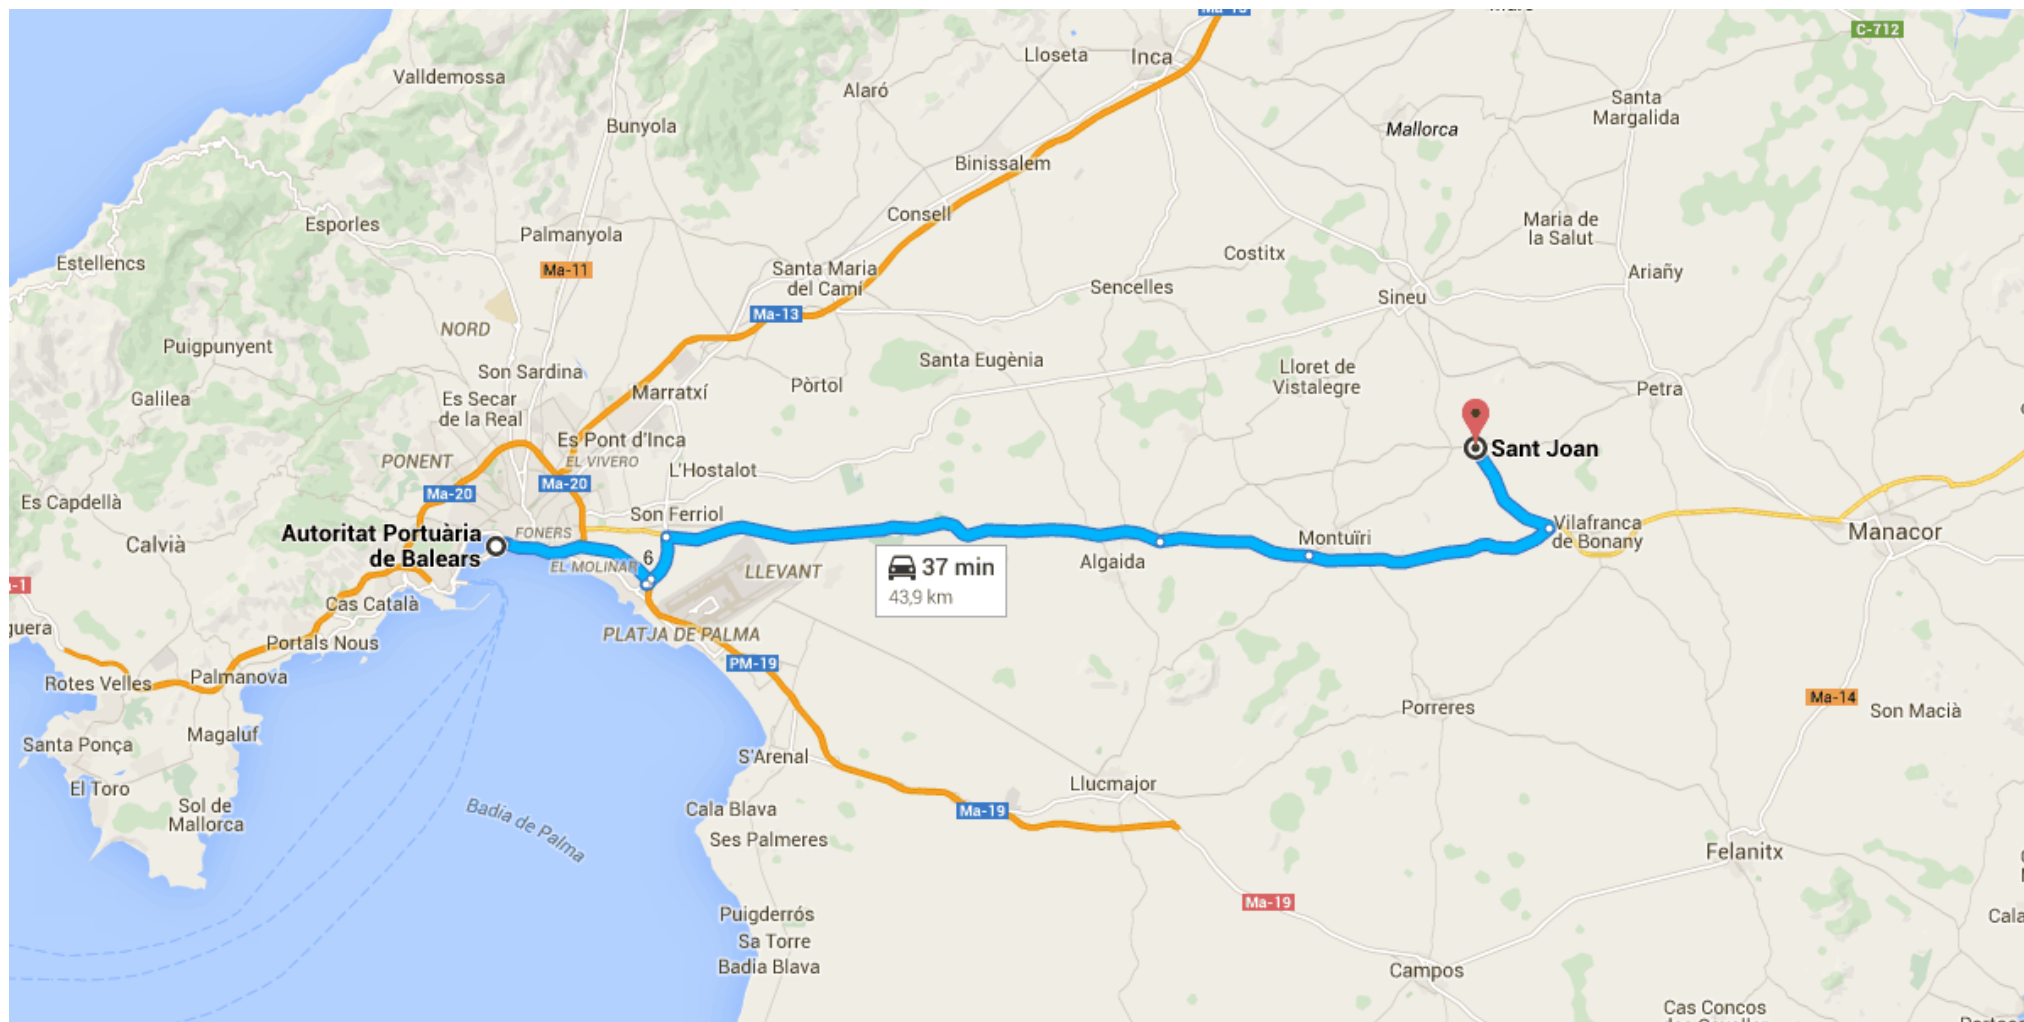 Ma-13
C-712
Lloseta
Inca
Valldemossa
Alaró
Santa
Margalida
Bunyola
Mallorca
Binissalem
Consell
Maria de
la Salut
Esporles
Palmanyola
Costitx
Estellencs
Ma-11
Santa Maria
del Camí
Sencelles
Ariañy
Sineu
Ma-13
NORD
Puigpunyent
Santa Eugènia
Lloret de
Vistalegre
Son Sardina
Marratxí
Pòrtol
Petra
Galilea
Es Secar
de la Real
Es Pont d'Inca
EL VIVERO
PONENT
L'Hostalot
Sant Joan
Ma-20
Ma-20
Es Capdellà
Son Ferriol
Autoritat Portuària
de Balears
FONERS
Vilafranca
de Bonany
Manacor
Calvià
6
EL MOLINAR
LLEVANT
Montuïri
Algaida
37 min
43,9 km
-1
Cas Català
guera
Portals Nous
PLATJA DE PALMA
PM-19
Rotes Velles
Palmanova
Ma-14
Porreres
Son Macià
Santa Ponça
Magaluf
S'Arenal
El Toro
Llucmajor
Sol de
Mallorca
Badia de Palma
Cala Blava
Ma-19
Ses Palmeres
Felanitx
Ma-19
Puigderrós
Cala
Sa Torre
Badia Blava
Campos
Cas Concos